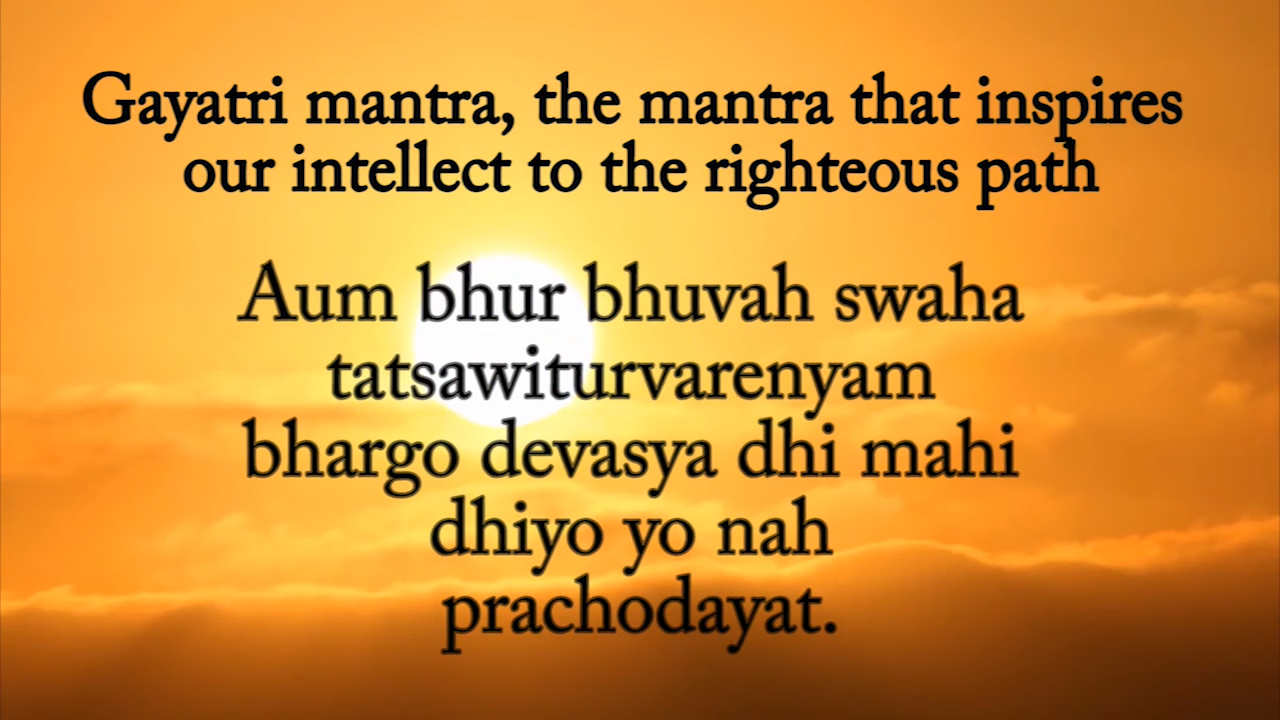 Gayatri mantra, the mantra that inspires
our intellect to the righteous path
Aum bhur bhuvah swaha
tatsawiturvarenyam
bhargo devasya dhi mahi
dhiyo yo nah
prachodayat.